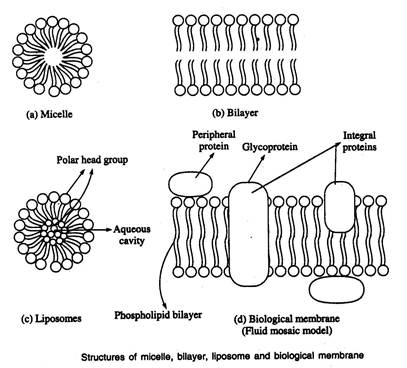 (a) Micelle
(b) Bilayer
Peripheral
protein
Glycoprotein
Integral
proteins
Polar head group
Aqueous
cavity
(c) Liposomes
Phospholipid bilayer
(d) Biological membrane
(Fluid mosaic model)
Structures of micelle, bilayer, liposome and biological membrane